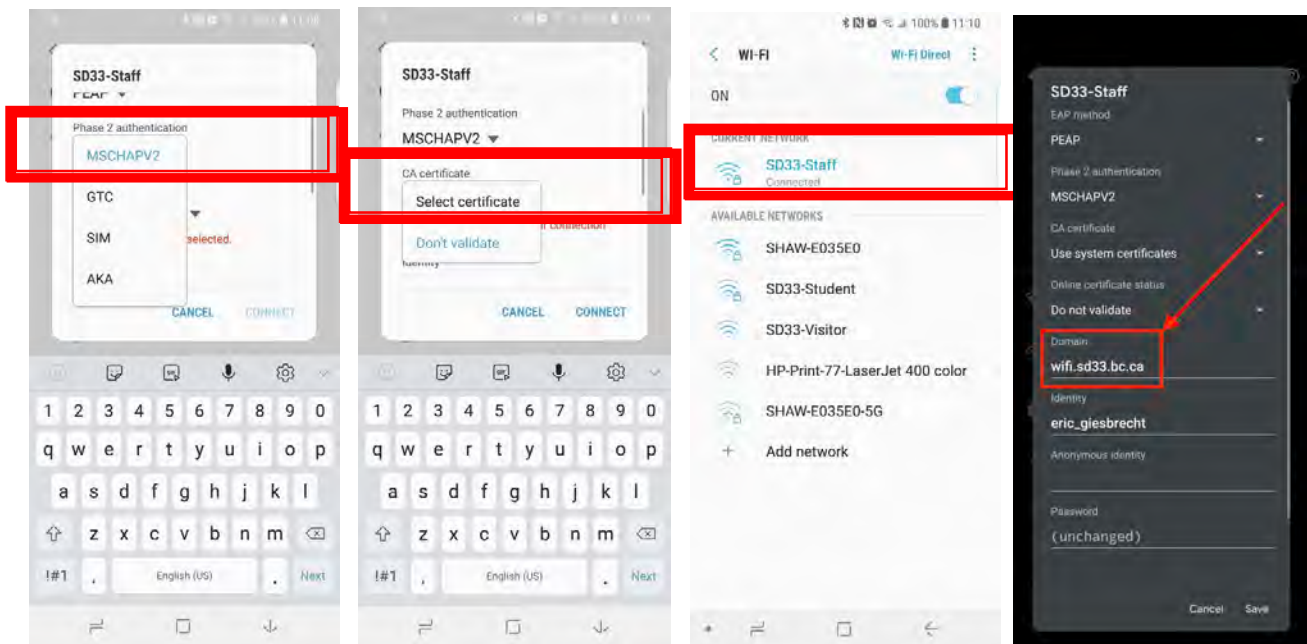 SD33-Staff
PEAP
Phase 2 authentication
MSCHAPV2
GTC
SIM
selected.
AKA
CANCEL CONNECT
1 2 3 4 5 6 7 8 9 0
q w e r t y u i o p
a s d f g h j k l
z x c v b n m
!#1 , English (US) . Next
SD33-Staff
Phase 2 authentication
MSCHAPV2
CA certificate
Select certificate
Don't validate
connection
Identity
CANCEL CONNECT
1 2 3 4 5 6 7 8 9 0
q w e r t y u i o p
a s d f g h j k l
z x c v b n m
!#1 , English (US) . Next
100% 11:10
WI-FI Wi-Fi Direct
ON
CURRENT NETWORK
SD33-Staff
Connected
AVAILABLE NETWORKS
SHAW-E035E0
SD33-Student
SD33-Visitor
HP-Print-77-LaserJet 400 color
SHAW-E035E0-5G
Add network
SD33-Staff
EAP method
PEAP
Phase 2 authentication
MSCHAPV2
CA certificate
Use system certificates
Online certificate status
Do not validate
Domain
wifi.sd33.bc.ca
Identity
eric_giesbrecht
Anonymous identity
Password
(unchanged)
Cancel Save